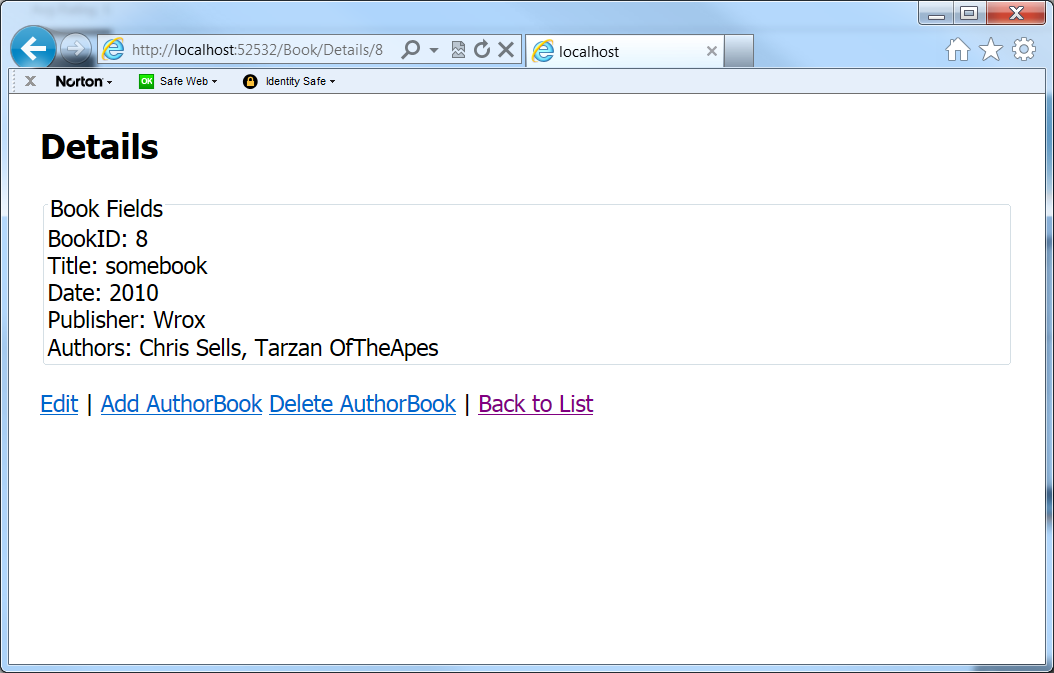 http://localhost:52532/Book/Details/8 localhost
Norton OK Safe Web Identity Safe
Details
Book Fields
BookID: 8
Title: somebook
Date: 2010
Publisher: Wrox
Authors: Chris Sells, Tarzan OfTheApes
Edit | Add AuthorBook Delete AuthorBook | Back to List